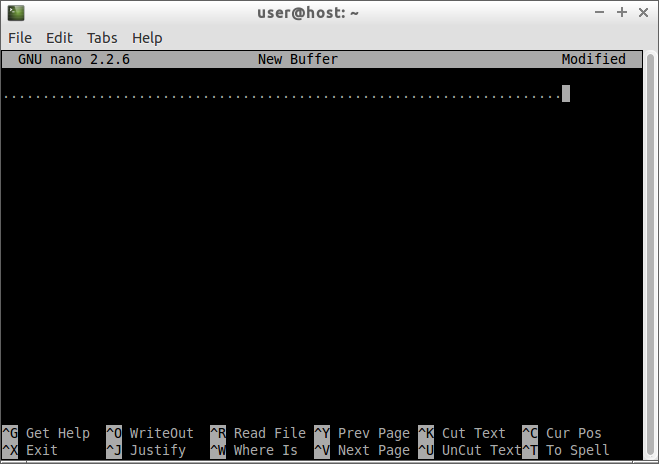 user@host: ~
File Edit Tabs Help
GNU nano 2.2.6 New Buffer Modified
......................................................................
^G Get Help ^O WriteOut ^R Read File ^Y Prev Page ^K Cut Text ^C Cur Pos
^X Exit ^J Justify ^W Where Is ^V Next Page ^U UnCut Text ^T To Spell